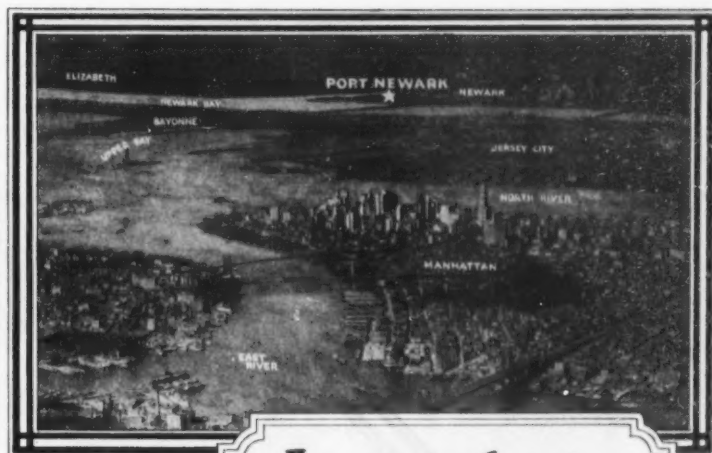 ELIZABETH
PORT NEWARK
NEWARK
NEWARK BAY
BAYONNE
UPPER BAY
JERSEY CITY
NORTH RIVER
MANHATTAN
EAST
RIVER